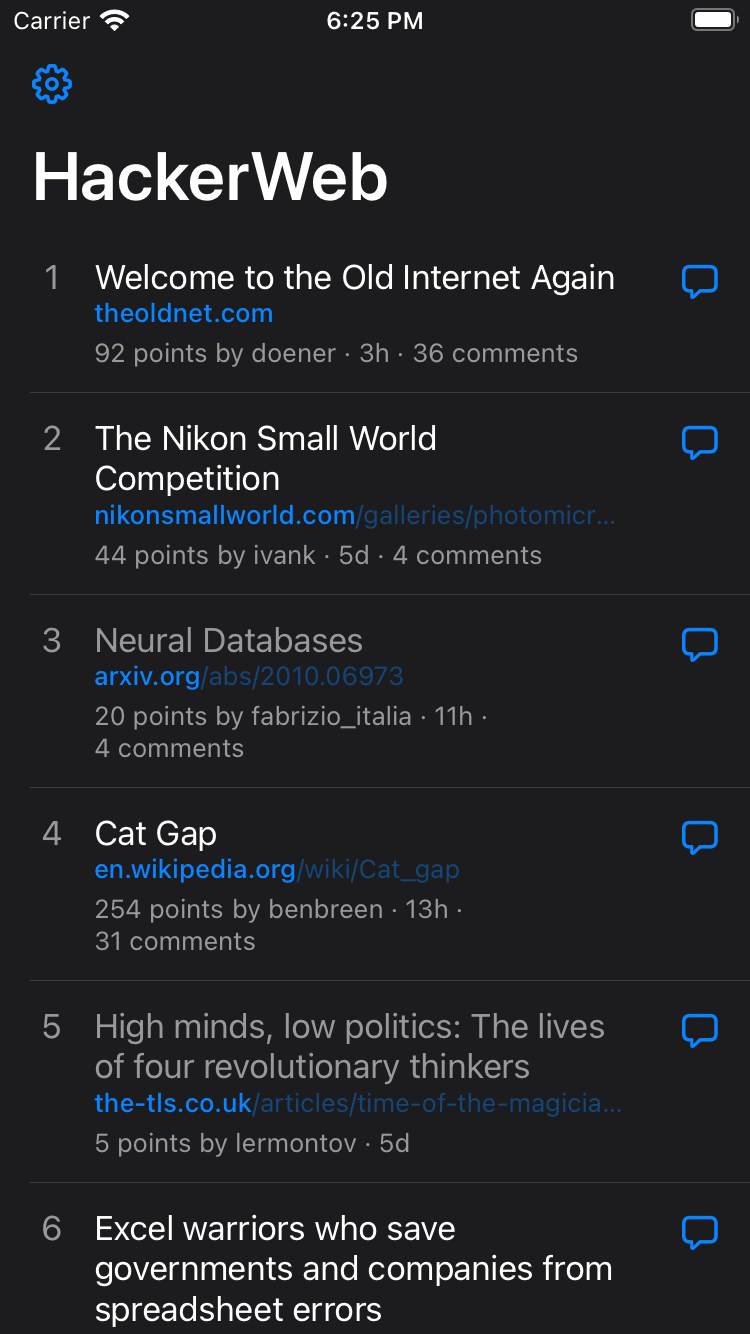 Carrier 6:25 PM
HackerWeb
1 Welcome to the Old Internet Again
theoldnet.com
92 points by doener · 3h · 36 comments
2 The Nikon Small World
Competition
nikonsmallworld.com/galleries/photomicr...
44 points by ivank · 5d · 4 comments
3 Neural Databases
arxiv.org/abs/2010.06973
20 points by fabrizio_italia · 11h ·
4 comments
4 Cat Gap
en.wikipedia.org/wiki/Cat_gap
254 points by benbreen · 13h ·
31 comments
5 High minds, low politics: The lives
of four revolutionary thinkers
the-tls.co.uk/articles/time-of-the-magicia...
5 points by lermontov · 5d
6 Excel warriors who save
governments and companies from
spreadsheet errors